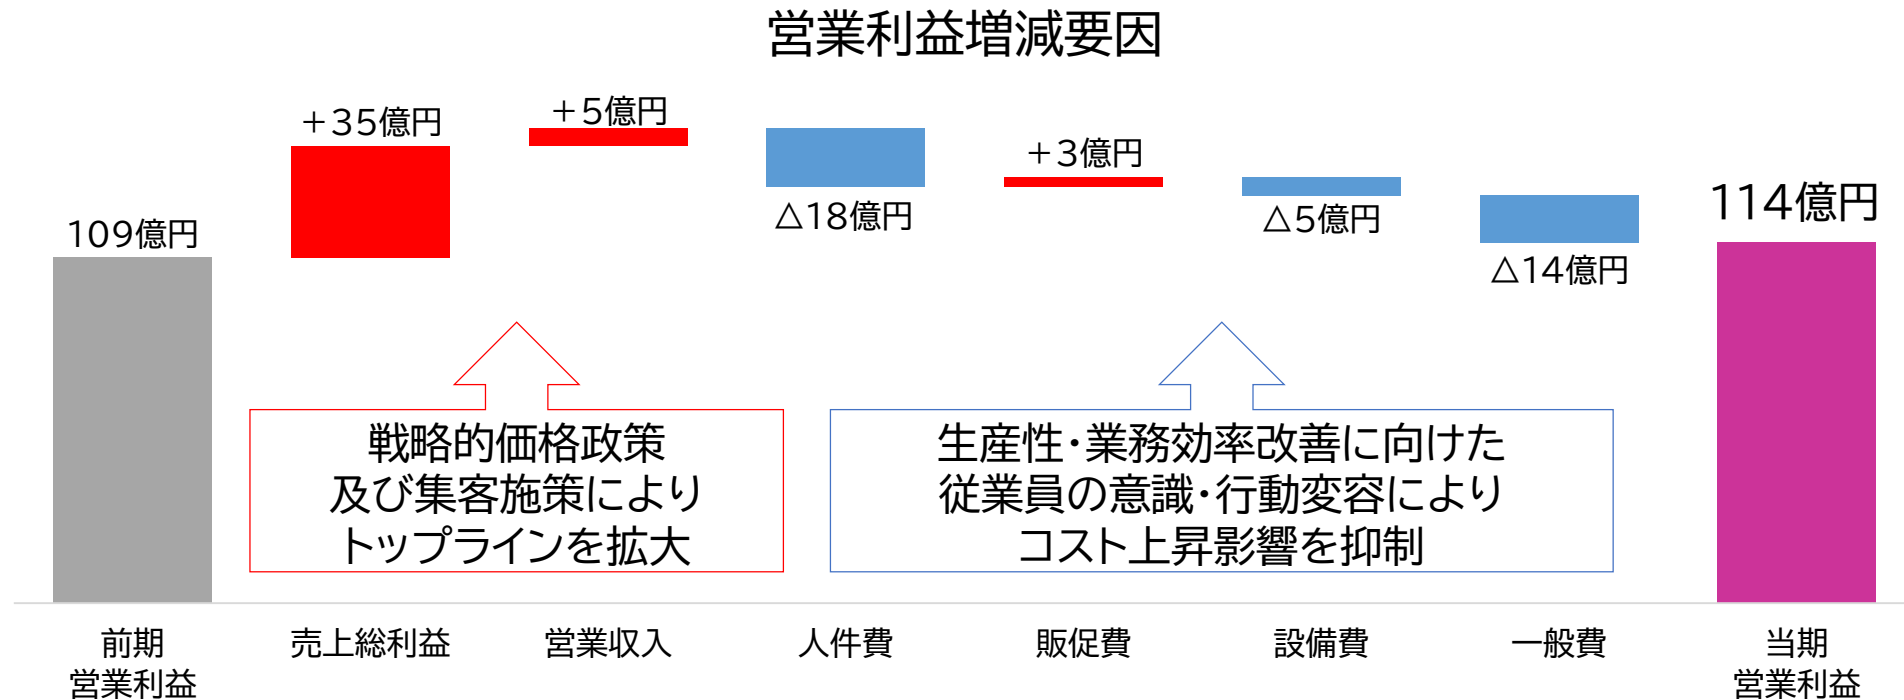 営業利益増減要因
109億円
＋35億円
＋5億円
△18億円
＋3億円
△5億円
△14億円
114億円
戦略的価格政策
及び集客施策により
トップラインを拡大
生産性・業務効率改善に向けた
従業員の意識・行動変容により
コスト上昇影響を抑制
前期
営業利益
売上総利益
営業収入
人件費
販促費
設備費
一般費
当期
営業利益